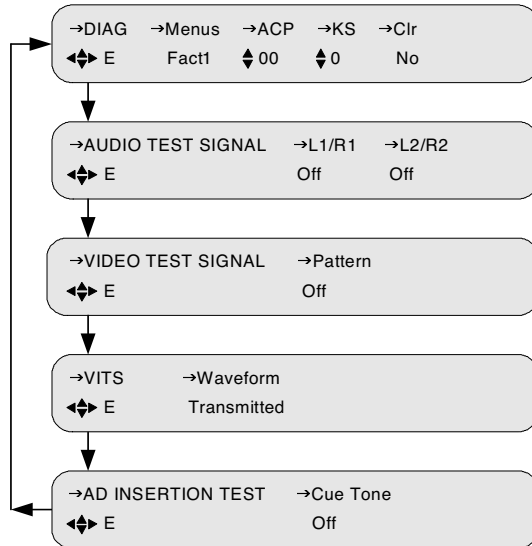 →DIAG →Menus →ACP →KS →Clr
◄♦► E Fact1 ♦00 ♦0 No
→AUDIO TEST SIGNAL →L1/R1 →L2/R2
◄♦► E Off Off
→VIDEO TEST SIGNAL →Pattern
◄♦► E Off
→VITS →Waveform
◄♦► E Transmitted
→AD INSERTION TEST →Cue Tone
◄♦► E Off